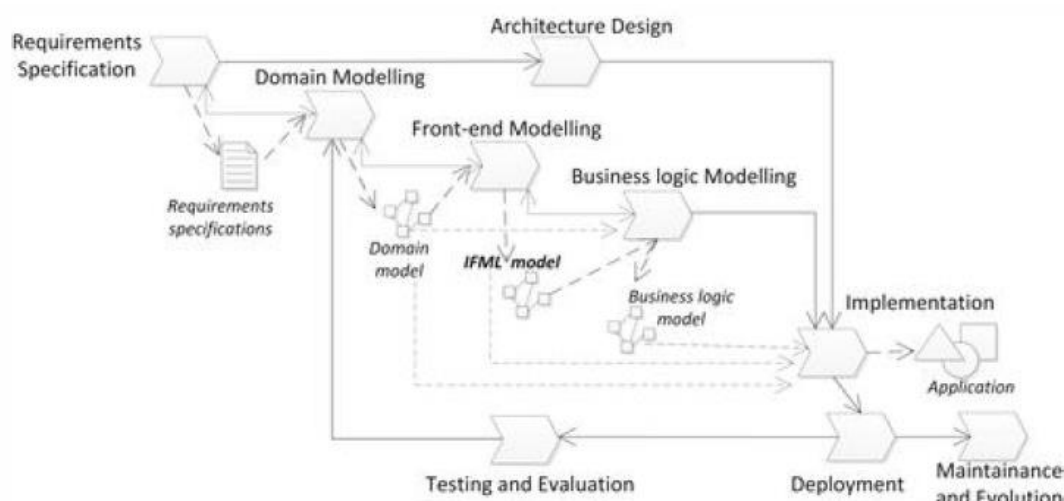 Architecture Design
Requirements
Specification
Domain Modelling
Front-end Modelling
Business logic Modelling
Requirements
specifications
Domain
model
IFML model
Business logic
model
Implementation
Application
Testing and Evaluation
Deployment
Maintainance
and Evolution